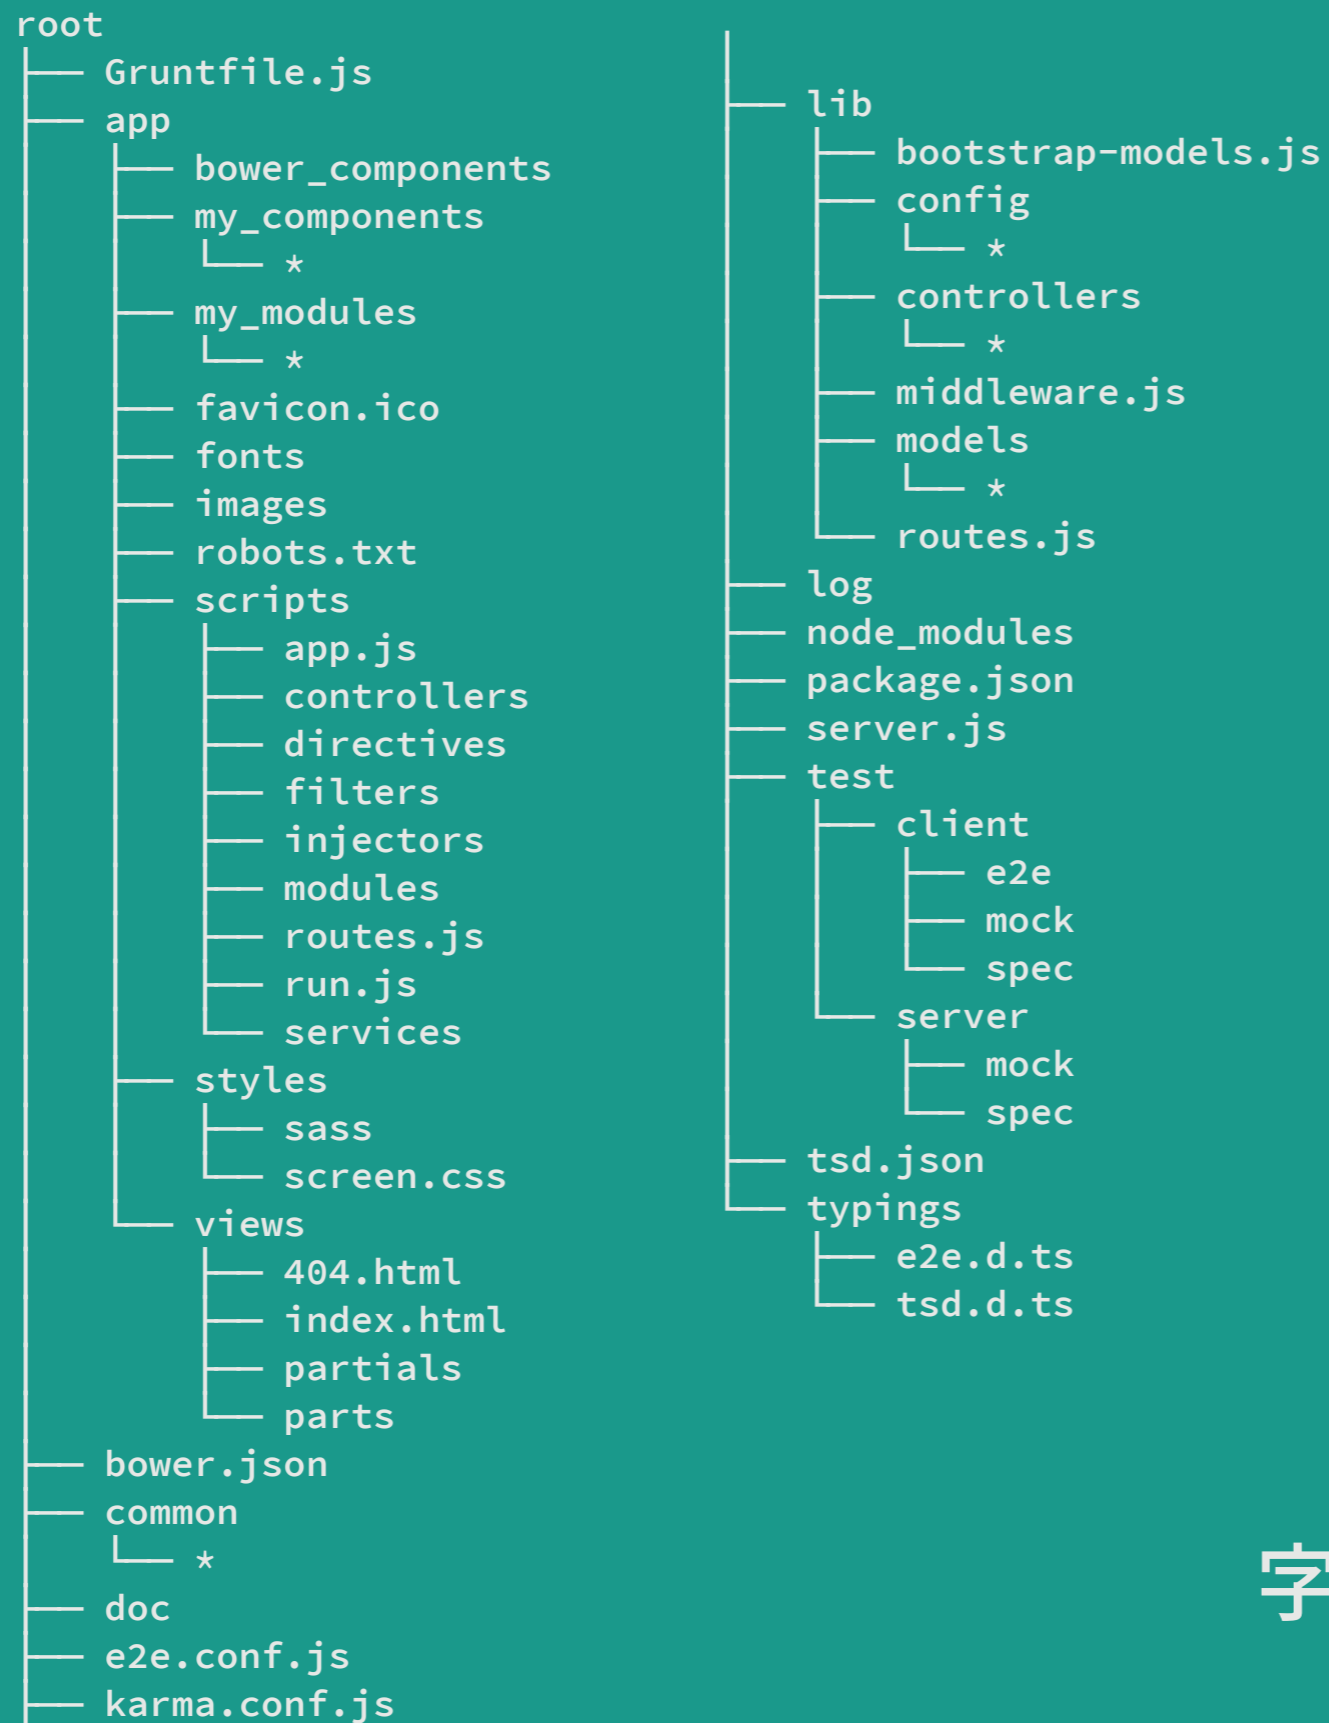 root
├── Gruntfile.js
├── app
│   ├── bower_components
│   ├── my_components
│   │   └── *
│   ├── my_modules
│   │   └── *
│   ├── favicon.ico
│   ├── fonts
│   ├── images
│   ├── robots.txt
│   ├── scripts
│   │   ├── app.js
│   │   ├── controllers
│   │   ├── directives
│   │   ├── filters
│   │   ├── injectors
│   │   ├── modules
│   │   ├── routes.js
│   │   ├── run.js
│   │   └── services
│   ├── styles
│   │   ├── sass
│   │   └── screen.css
│   └── views
│       ├── 404.html
│       ├── index.html
│       ├── partials
│       └── parts
├── bower.json
├── common
│   └── *
├── doc
├── e2e.conf.js
├── karma.conf.js
├── lib
│   ├── bootstrap-models.js
│   ├── config
│   │   └── *
│   ├── controllers
│   │   └── *
│   ├── middleware.js
│   ├── models
│   │   └── *
│   └── routes.js
├── log
├── node_modules
├── package.json
├── server.js
├── test
│   ├── client
│   │   ├── e2e
│   │   ├── mock
│   │   └── spec
│   └── server
│       ├── mock
│       └── spec
├── tsd.json
└── typings
    ├── e2e.d.ts
    └── tsd.d.ts
字